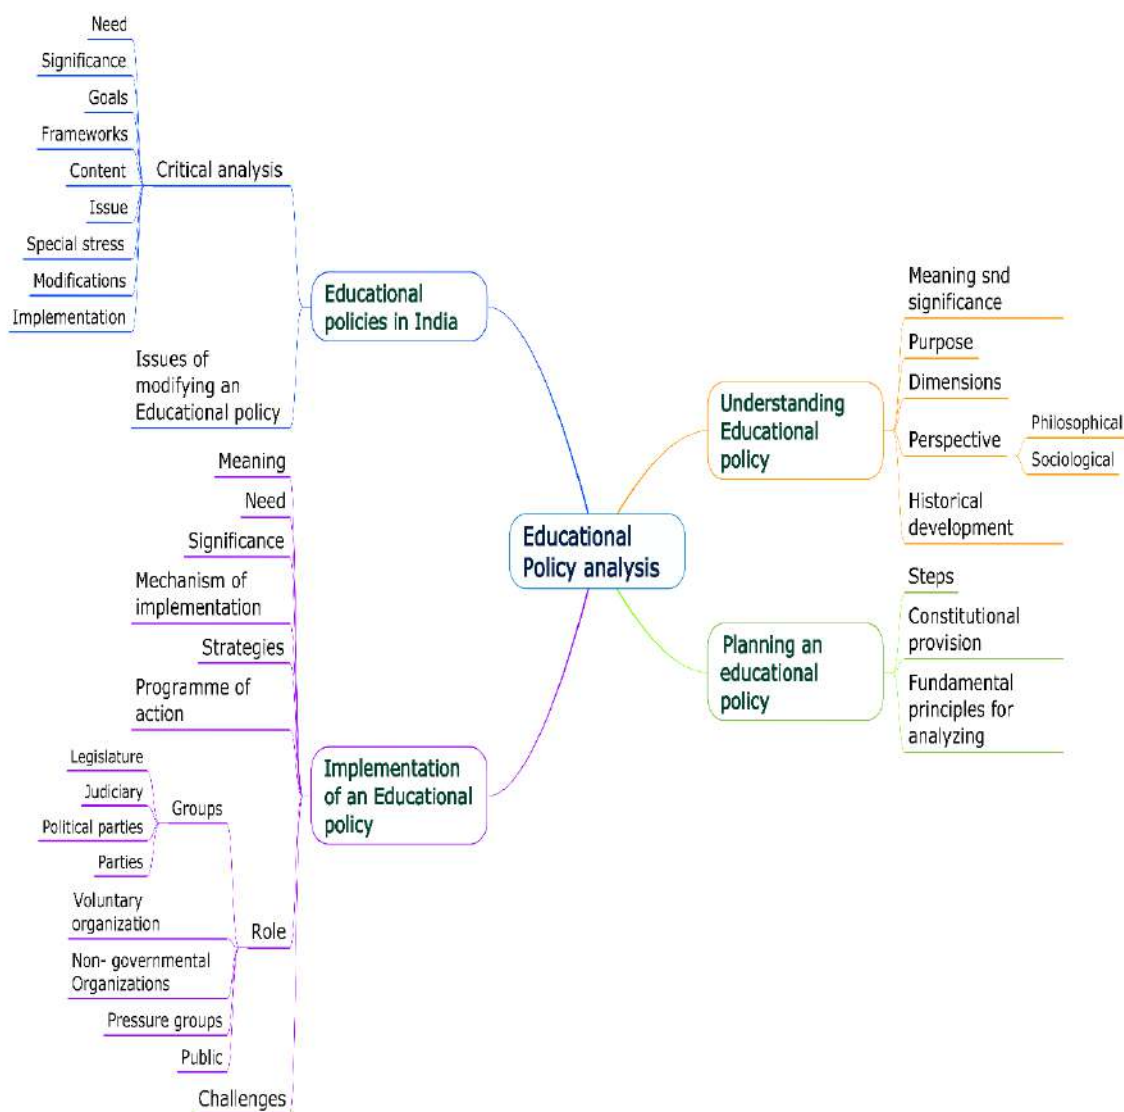 Need
Significance
Goals
Frameworks
Content
Issue
Special stress
Modifications
Implementation
Critical analysis
Issues of
modifying an
Educational policy
Educational
policies in India
Meaning
Need
Significance
Mechanism of
implementation
Strategies
Programme of
action
Legislature
Judiciary
Political parties
Parties
Groups
Voluntary
organization
Non- governmental
Organizations
Pressure groups
Public
Role
Challenges
Implementation
of an Educational
policy
Educational
Policy analysis
Understanding
Educational
policy
Meaning snd
significance
Purpose
Dimensions
Perspective
Philosophical
Sociological
Historical
development
Planning an
educational
policy
Steps
Constitutional
provision
Fundamental
principles for
analyzing